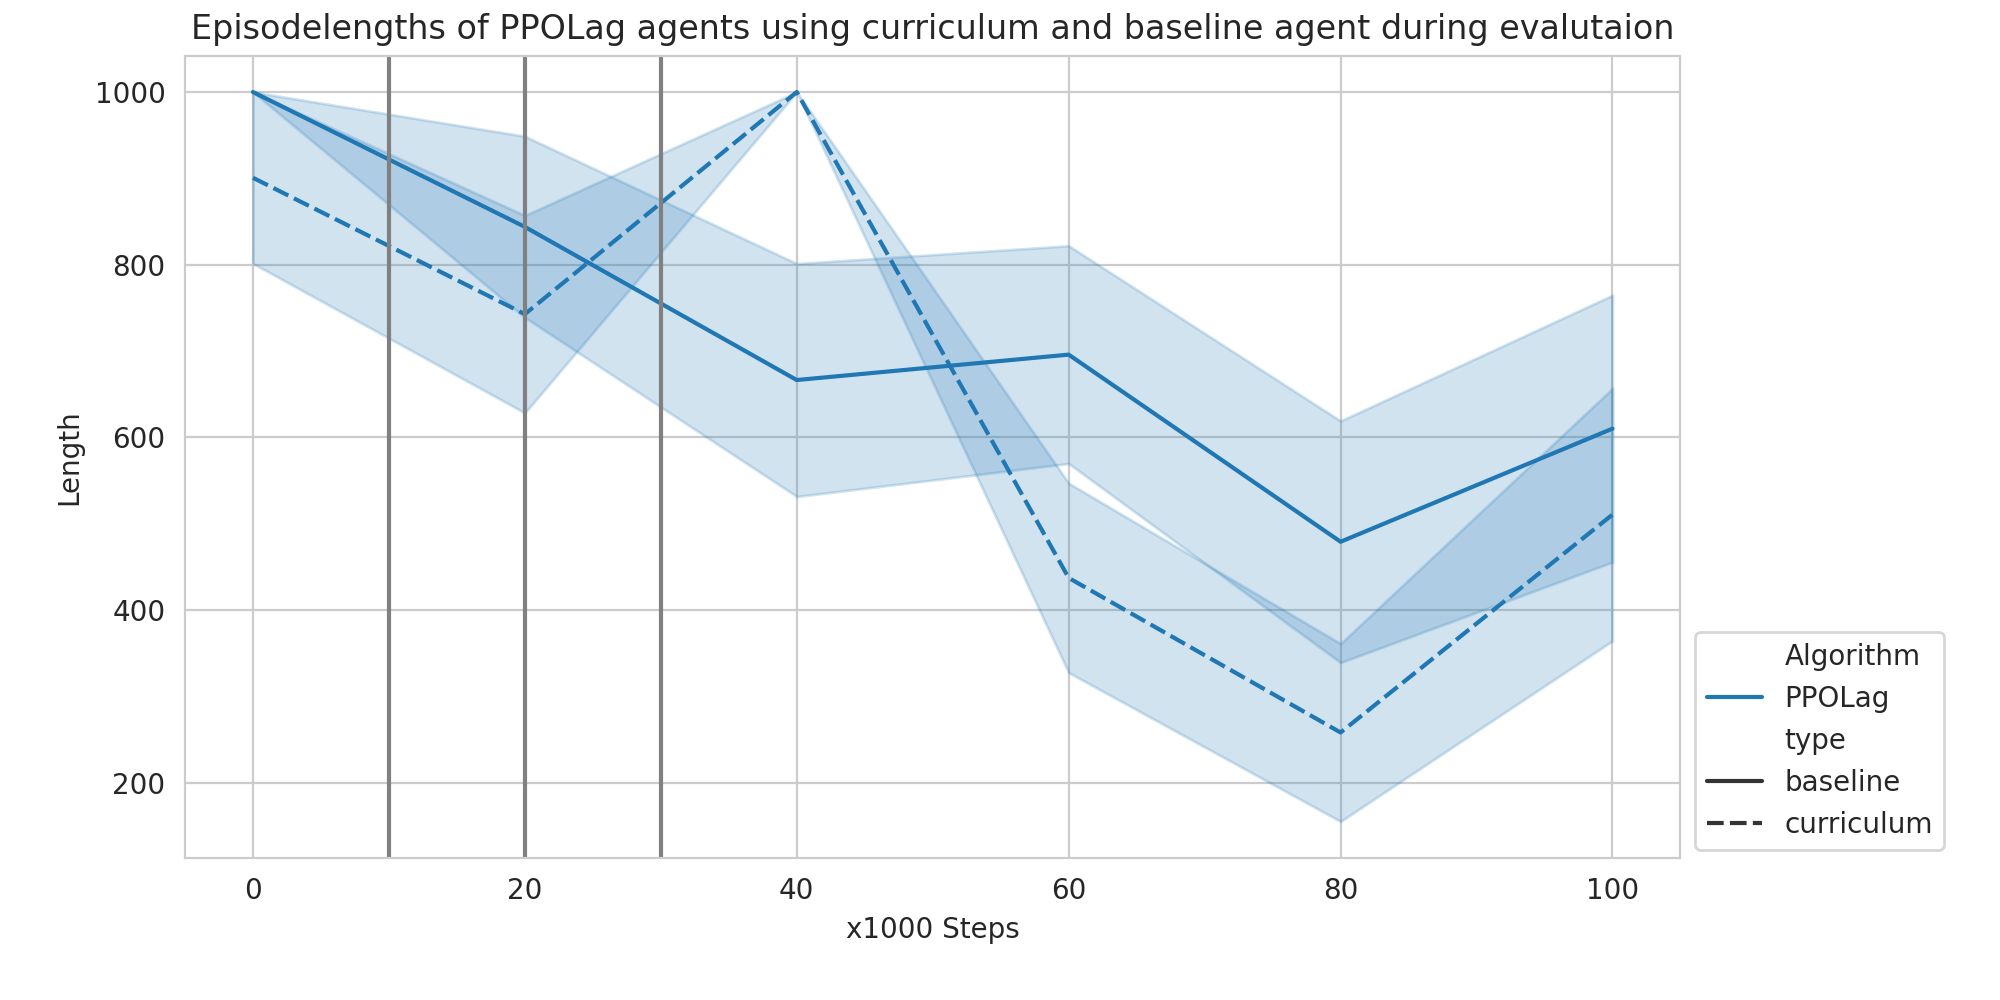 Episodelengths of PPOLag agents using curriculum and baseline agent during evalutaion
1000
800
600
400
200
Length
0 20 40 60 80 100
x1000 Steps
Algorithm
PPOLag
type
baseline
curriculum